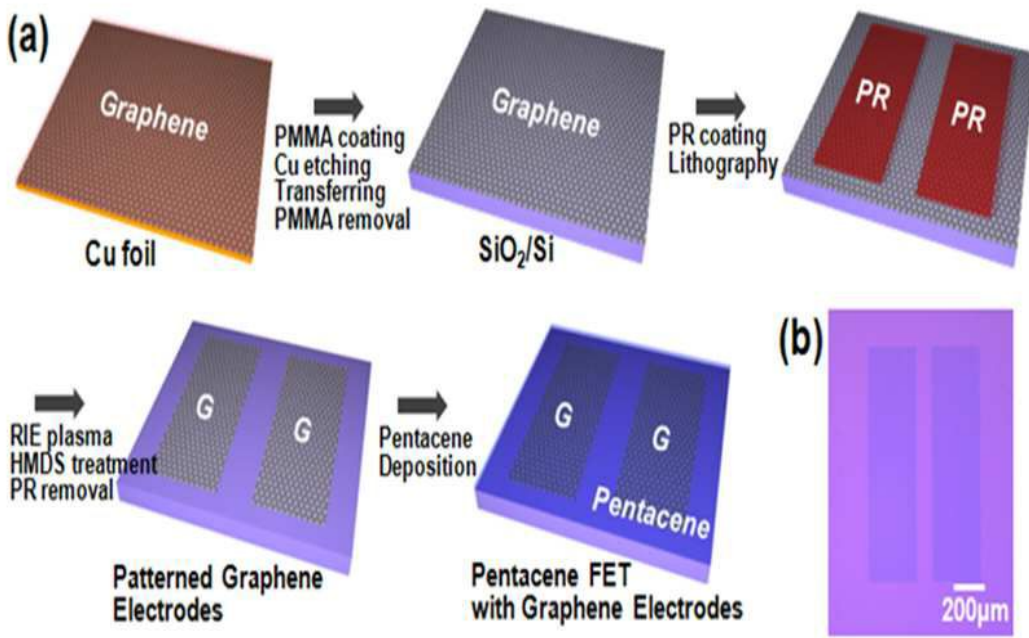 (a)
Graphene
Cu foil
PMMA coating
Cu etching
Transferring
PMMA removal
Graphene
SiO₂/Si
PR coating
Lithography
PR
PR
RIE plasma
HMDS treatment
PR removal
G
G
Patterned Graphene
Electrodes
Pentacene
Deposition
G
G
Pentacene
Pentacene FET
with Graphene Electrodes
(b)
200μm